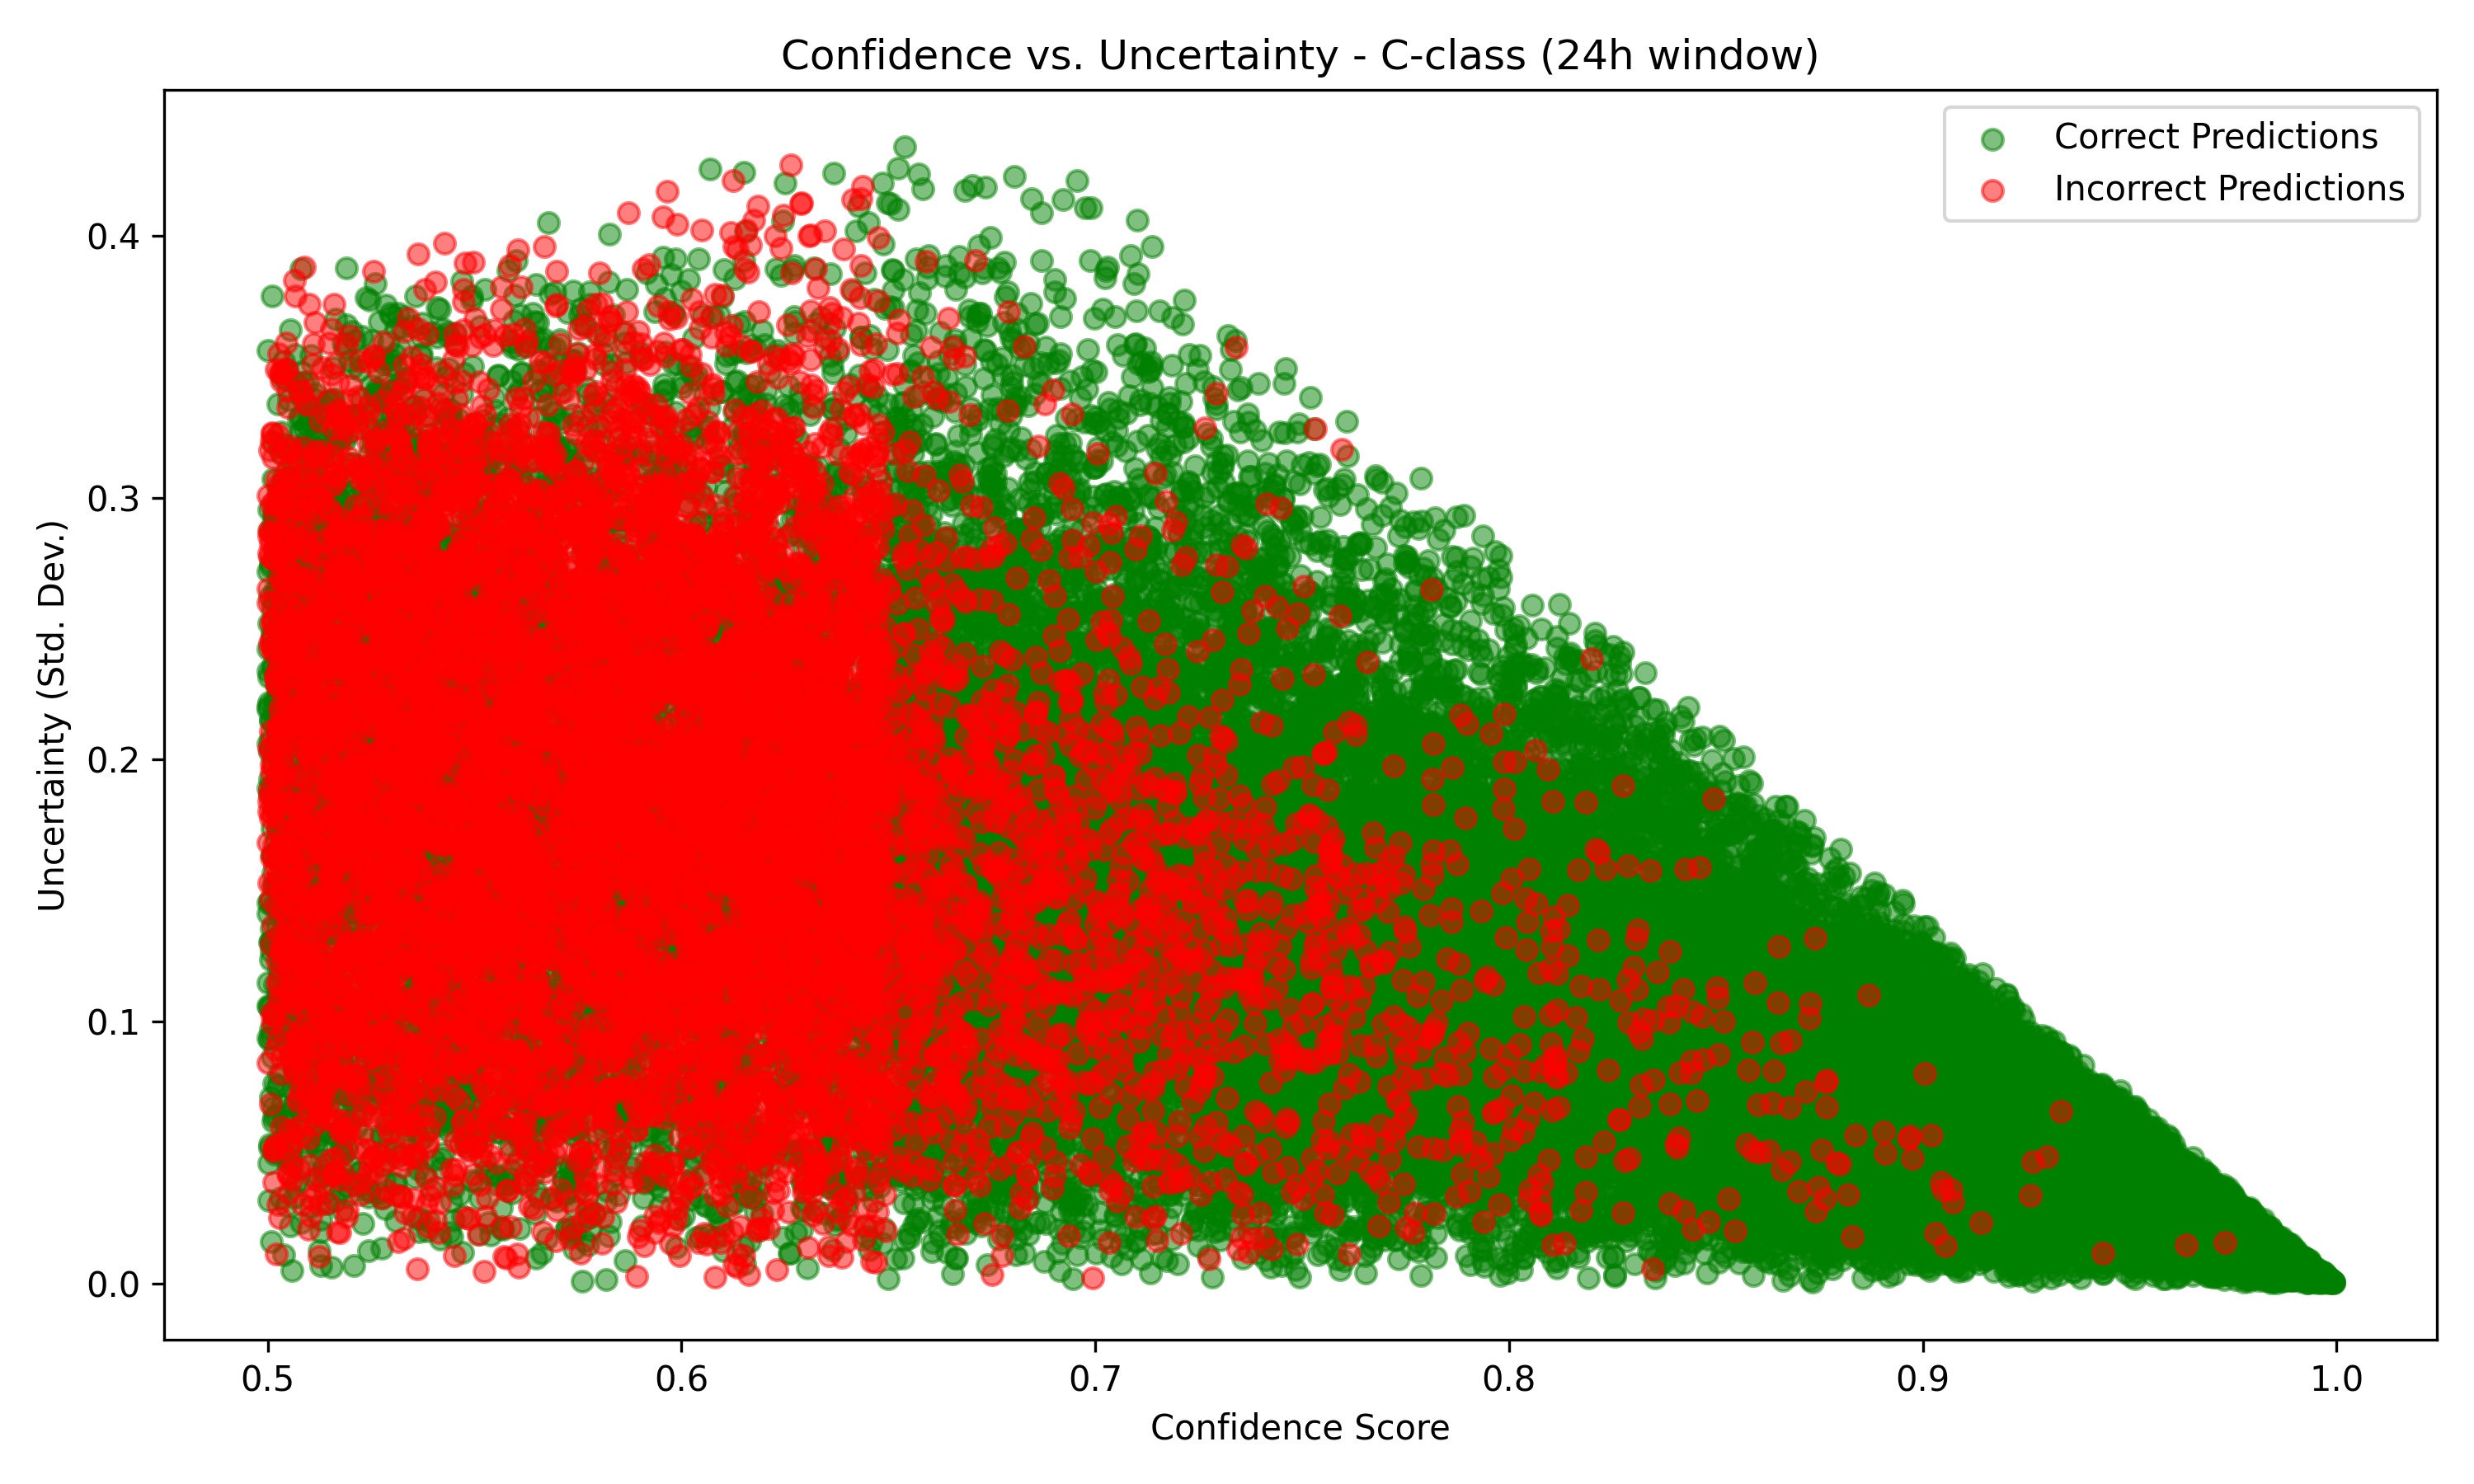 Confidence vs. Uncertainty - C-class (24h window)
Correct Predictions
Incorrect Predictions
Uncertainty (Std. Dev.)
0.4
0.3
0.2
0.1
0.0
0.5 0.6 0.7 0.8 0.9 1.0
Confidence Score